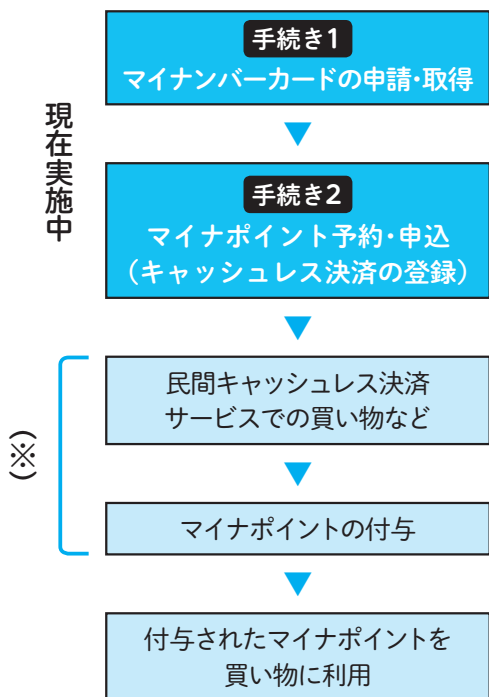 手続き1
マイナンバーカードの申請・取得
現在実施中
手続き2
マイナポイント予約・申込
（キャッシュレス決済の登録）
民間キャッシュレス決済
サービスでの買い物など
（※）
マイナポイントの付与
付与されたマイナポイントを
買い物に利用